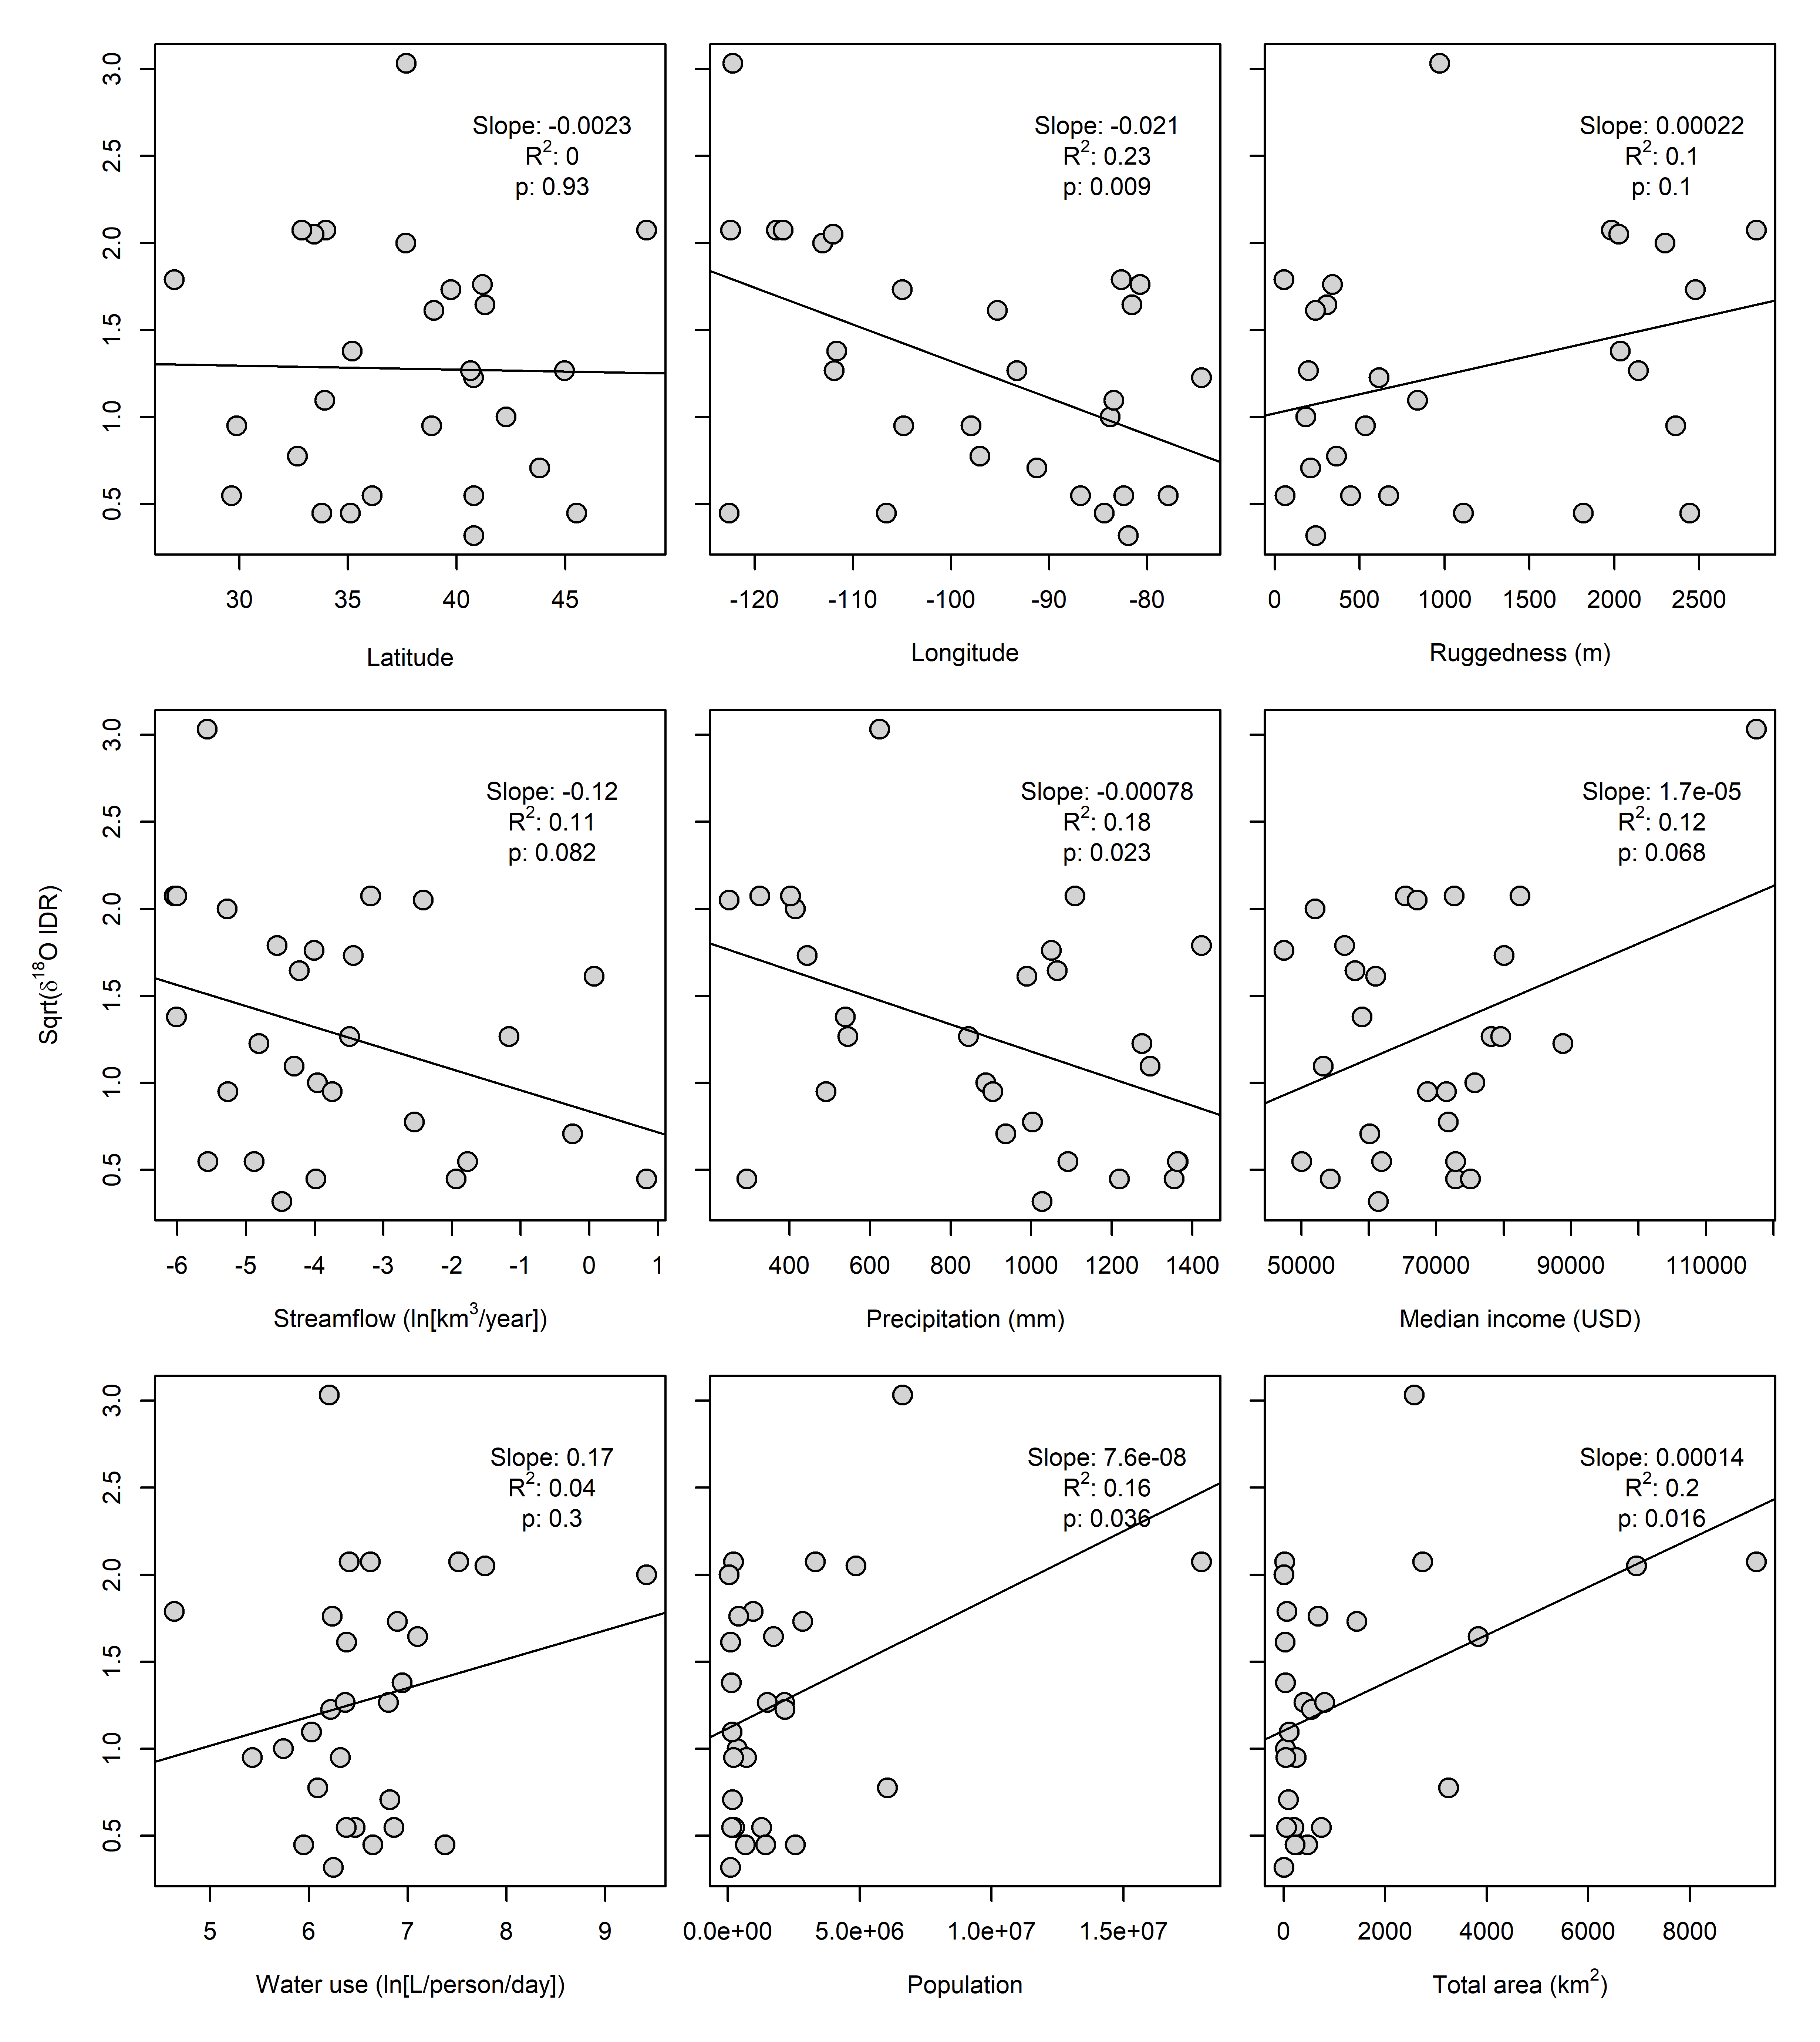 3.0
2.5
2.0
1.5
1.0
0.5
Slope: -0.0023
R²: 0
p: 0.93
30 35 40 45
Latitude
Slope: -0.021
R²: 0.23
p: 0.009
-120 -110 -100 -90 -80
Longitude
Slope: 0.00022
R²: 0.1
p: 0.1
0 500 1000 1500 2000 2500
Ruggedness (m)
Sqrt(δ¹⁸O IDR)
3.0
2.5
2.0
1.5
1.0
0.5
Slope: -0.12
R²: 0.11
p: 0.082
-6 -5 -4 -3 -2 -1 0 1
Streamflow (ln[km³/year])
Slope: -0.00078
R²: 0.18
p: 0.023
400 600 800 1000 1200 1400
Precipitation (mm)
Slope: 1.7e-05
R²: 0.12
p: 0.068
50000 70000 90000 110000
Median income (USD)
3.0
2.5
2.0
1.5
1.0
0.5
Slope: 0.17
R²: 0.04
p: 0.3
5 6 7 8 9
Water use (ln[L/person/day])
Slope: 7.6e-08
R²: 0.16
p: 0.036
0.0e+00 5.0e+06 1.0e+07 1.5e+07
Population
Slope: 0.00014
R²: 0.2
p: 0.016
0 2000 4000 6000 8000
Total area (km²)